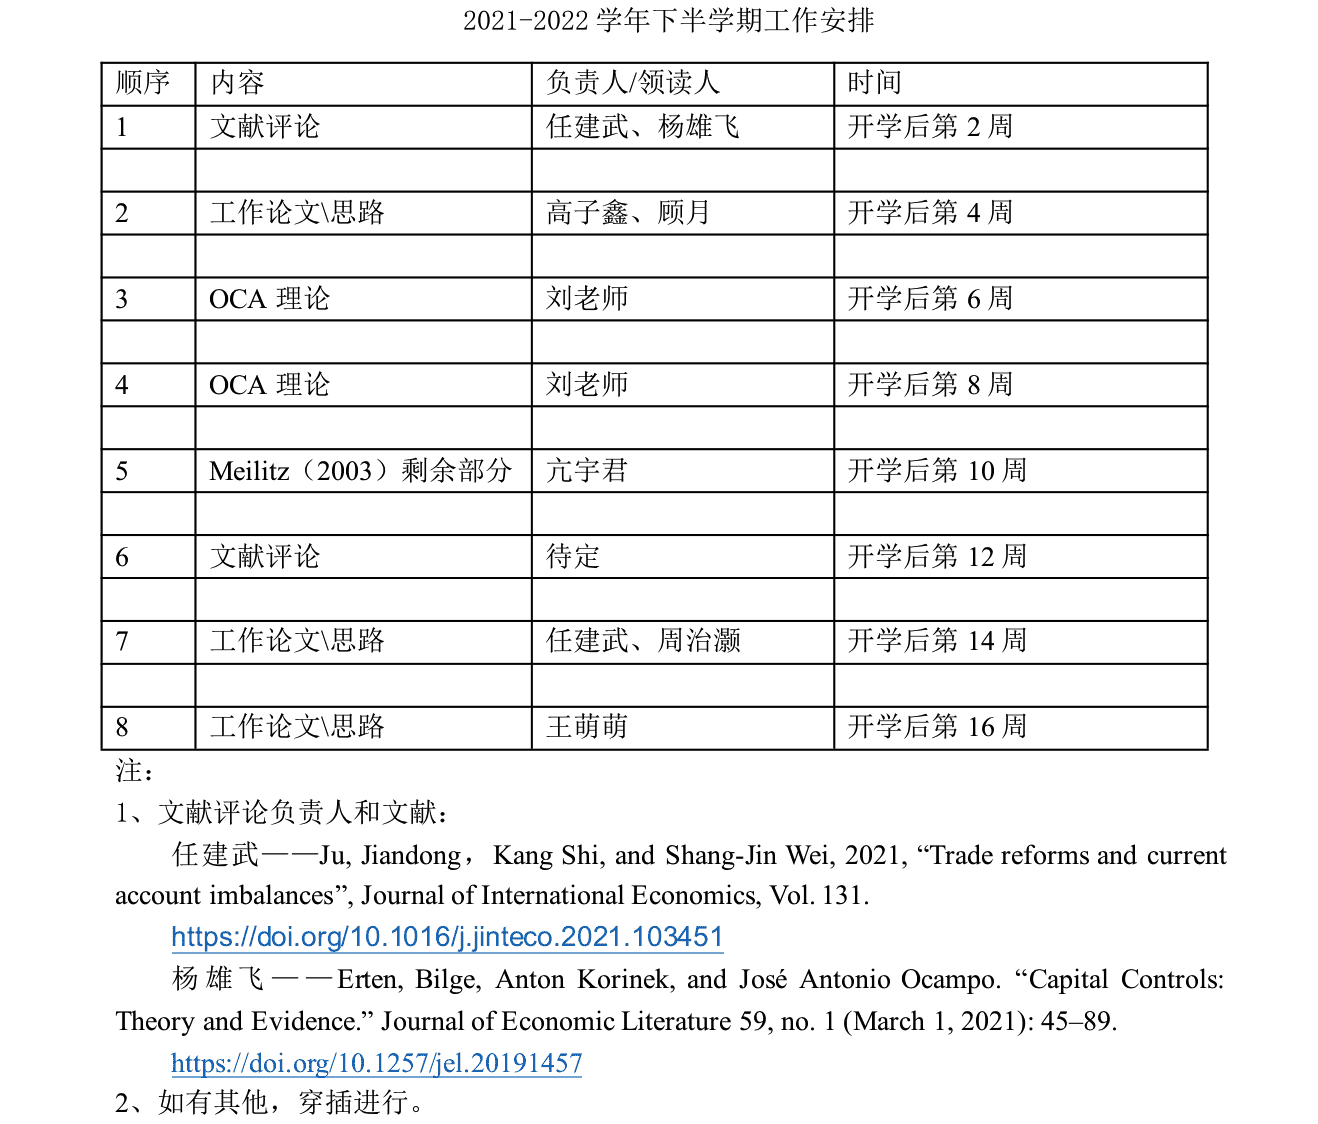 2021-2022 学年下半学期工作安排
顺序 内容 负责人/领读人 时间
1 文献评论 任建武、杨雄飞 开学后第 2 周
2 工作论文\思路 高子鑫、顾月 开学后第 4 周
3 OCA 理论 刘老师 开学后第 6 周
4 OCA 理论 刘老师 开学后第 8 周
5 Meilitz（2003）剩余部分 亢宇君 开学后第 10 周
6 文献评论 待定 开学后第 12 周
7 工作论文\思路 任建武、周治灏 开学后第 14 周
8 工作论文\思路 王萌萌 开学后第 16 周
注：
1、文献评论负责人和文献：
任建武——Ju, Jiandong，Kang Shi, and Shang-Jin Wei, 2021, “Trade reforms and current
account imbalances”, Journal of International Economics, Vol. 131.
https://doi.org/10.1016/j.jinteco.2021.103451
杨雄飞——Erten, Bilge, Anton Korinek, and José Antonio Ocampo. “Capital Controls:
Theory and Evidence.” Journal of Economic Literature 59, no. 1 (March 1, 2021): 45–89.
https://doi.org/10.1257/jel.20191457
2、如有其他，穿插进行。